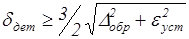 δ_дет ≥ 3/2 √(Δ²_обр + ε²_уст)